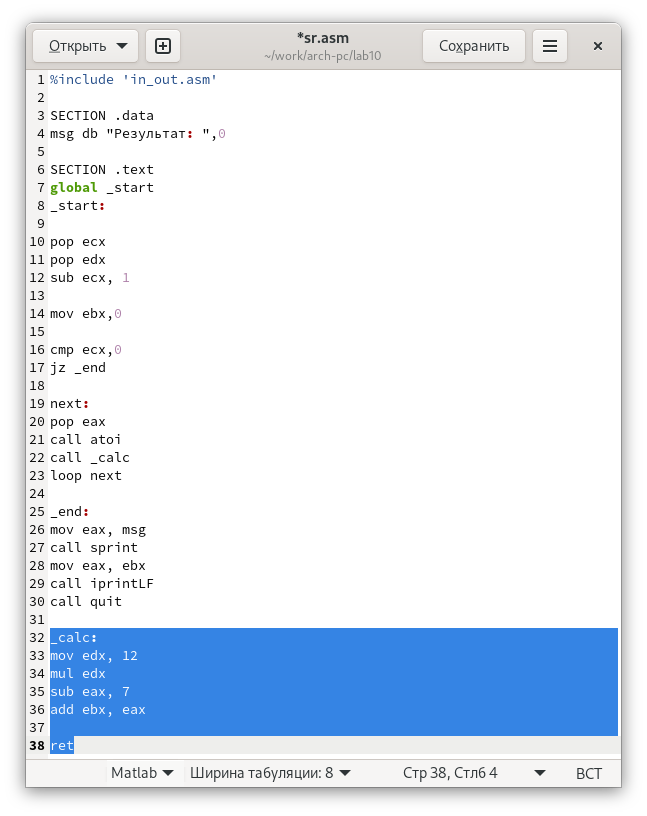 Открыть
*sr.asm
~/work/arch-pc/lab10
Сохранить
1 %include 'in_out.asm'
2
3 SECTION .data
4 msg db "Результат: ",0
5
6 SECTION .text
7 global _start
8 _start:
9
10 pop ecx
11 pop edx
12 sub ecx, 1
13
14 mov ebx,0
15
16 cmp ecx,0
17 jz _end
18
19 next:
20 pop eax
21 call atoi
22 call _calc
23 loop next
24
25 _end:
26 mov eax, msg
27 call sprint
28 mov eax, ebx
29 call iprintLF
30 call quit
31
32 _calc:
33 mov edx, 12
34 mul edx
35 sub eax, 7
36 add ebx, eax
37
38 ret
Matlab Ширина табуляции: 8 Стр 38, Стлб 4 ВСТ